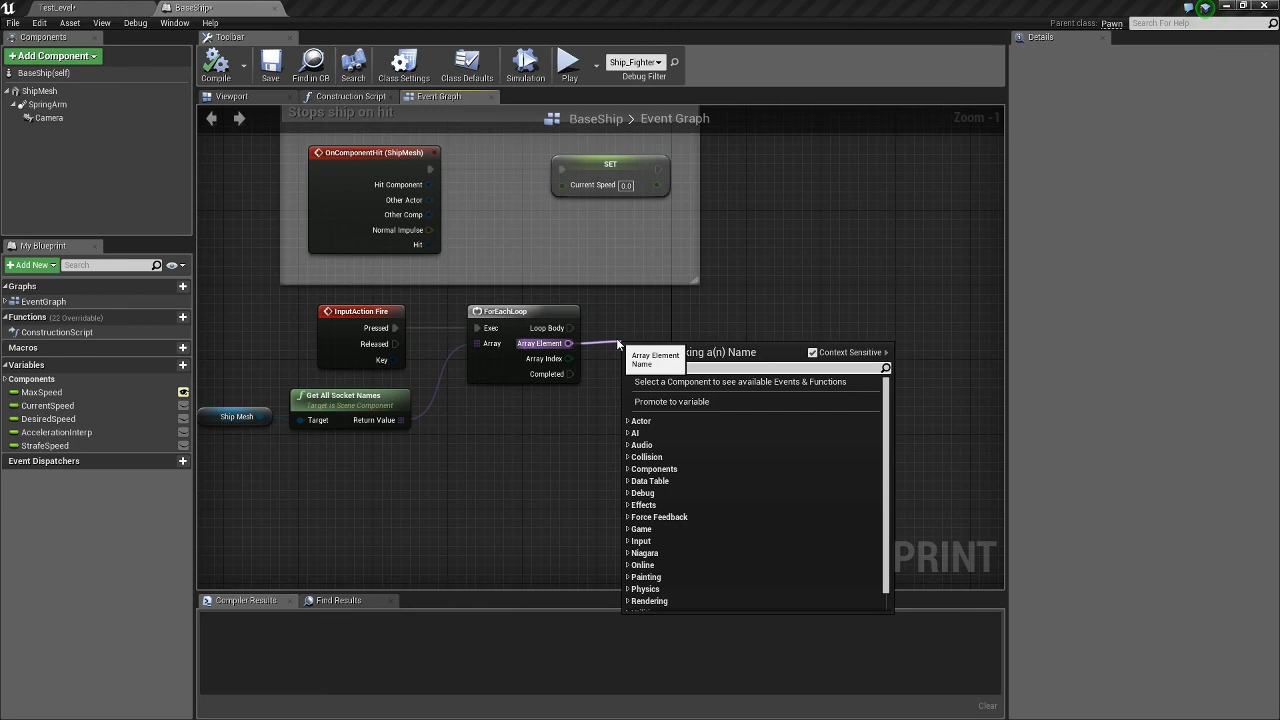 TestLevel*
BaseShip*
File Edit Asset View Debug Window Help
Parent class: Pawn
Search For Help...
Components
Add Component
BaseShip(self)
ShipMesh
SpringArm
Camera
My Blueprint
Add New
Search
Graphs
EventGraph
Functions (22 Overridable)
ConstructionScript
Macros
Variables
Components
MaxSpeed
CurrentSpeed
DesiredSpeed
AccelerationInterp
StrafeSpeed
Event Dispatchers
Toolbar
Compile
Save
Find in CB
Search
Class Settings
Class Defaults
Simulation
Play
Ship_Fighter
Debug Filter
Viewport
Construction Script
Event Graph
BaseShip > Event Graph
Zoom -1
Stops ship on hit
OnComponentHit (ShipMesh)
Hit Component
Other Actor
Other Comp
Normal Impulse
Hit
SET
Current Speed 0.0
InputAction Fire
Pressed
Released
Key
ForEachLoop
Exec Loop Body
Array Array Element
Array Index
Completed
Get All Socket Names
Target is Scene Component
Target Return Value
Ship Mesh
Array Element
Name
king a(n) Name
Context Sensitive
Select a Component to see available Events & Functions
Promote to variable
Actor
AI
Audio
Collision
Components
Data Table
Debug
Effects
Force Feedback
Game
Input
Niagara
Online
Painting
Physics
Rendering
PRINT
Compiler Results
Find Results
Clear
Details